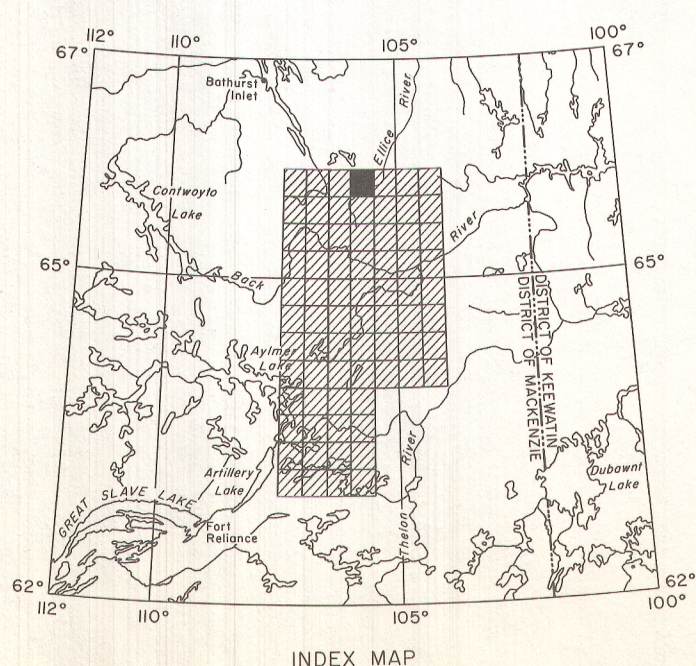 112°
110°
105°
100°
67°
67°
Bathurst
Inlet
Ellice River
Contwoyto
Lake
River
65°
65°
Back
DISTRICT OF KEEWATIN
DISTRICT OF MACKENZIE
Aylmer
Lake
Artillery
Lake
River
Dubawnt
Lake
GREAT SLAVE LAKE
Fort
Reliance
Thelon
62°
62°
112°
110°
105°
100°
INDEX MAP